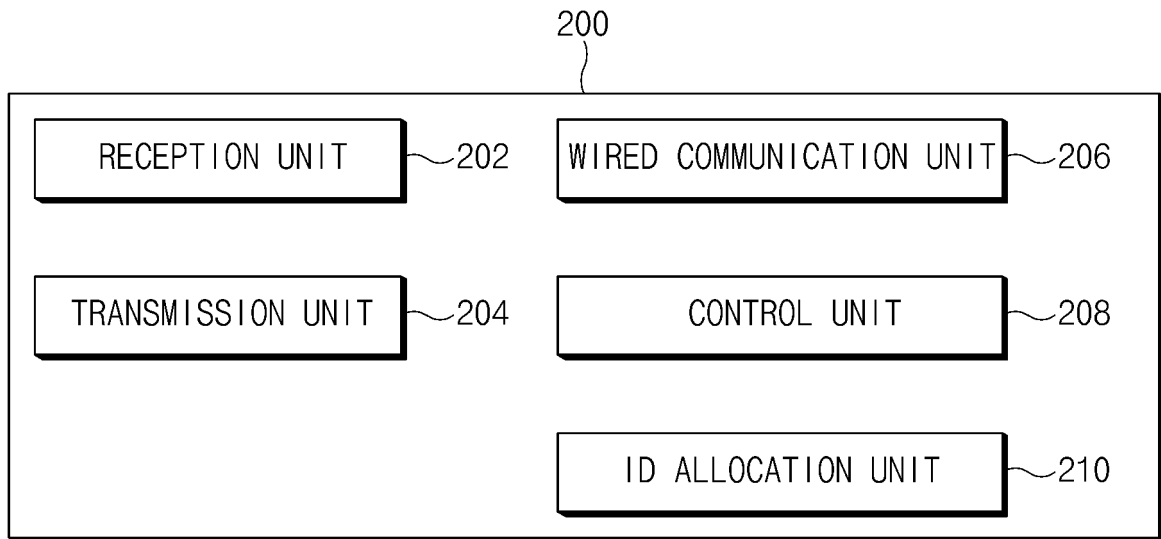 200
RECEPTION UNIT 202
WIRED COMMUNICATION UNIT 206
TRANSMISSION UNIT 204
CONTROL UNIT 208
ID ALLOCATION UNIT 210